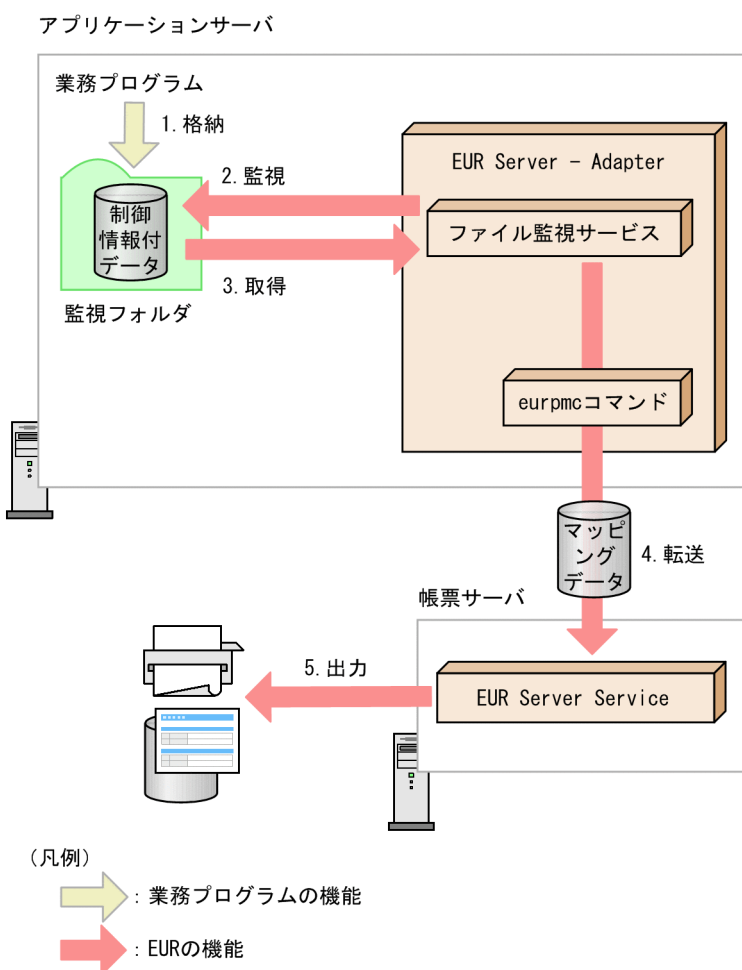 アプリケーションサーバ
業務プログラム
1.格納
EUR Server － Adapter
2.監視
制御
情報付
データ
ファイル監視サービス
3.取得
監視フォルダ
eurpmcコマンド
マッピ
ング
データ
4.転送
帳票サーバ
5.出力
EUR Server Service
（凡例）
：業務プログラムの機能
：EURの機能